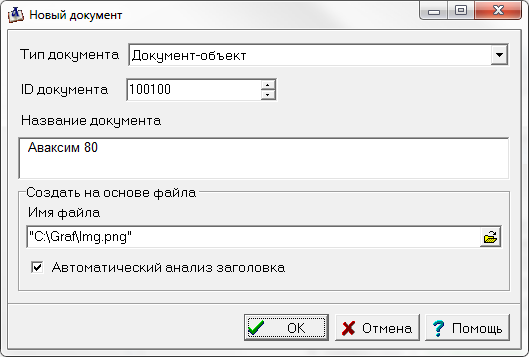 Новый документ
Тип документа Документ-объект
ID документа 100100
Название документа
Аваксим 80
Создать на основе файла
Имя файла
"C:\Graf\Img.png"
Автоматический анализ заголовка
OK Отмена Помощь